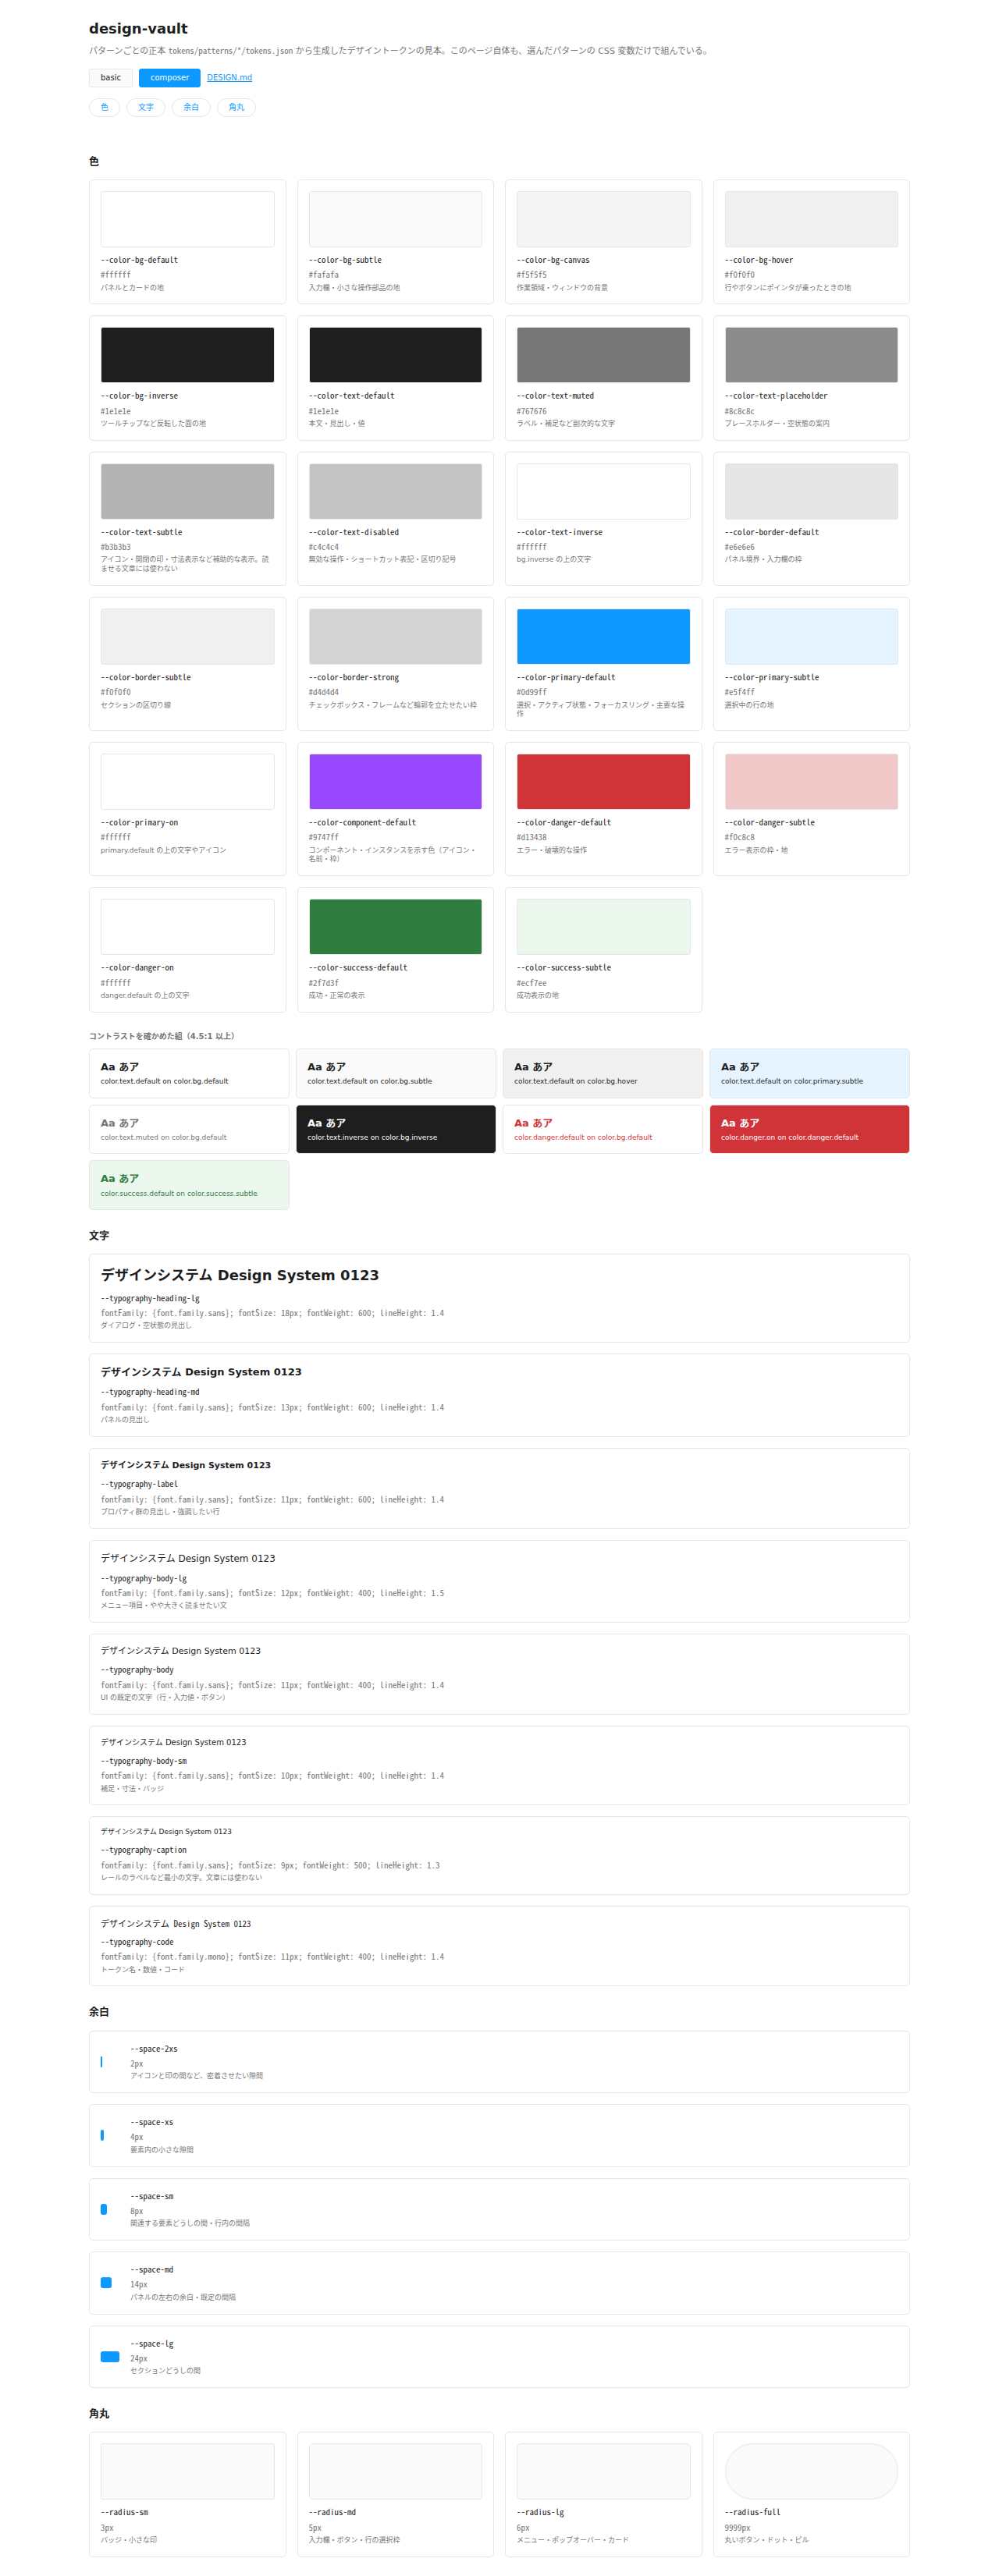 design-vault
パターンごとの正本 tokens/patterns/*/tokens.json から生成したデザイントークンの見本。このページ自体も、選んだパターンの CSS 変数だけで組んでいる。
basic composer DESIGN.md
色 文字 余白 角丸
色
--color-bg-default
#ffffff
パネルとカードの地
--color-bg-subtle
#fafafa
入力欄・小さな操作部品の地
--color-bg-canvas
#f5f5f5
作業領域・ウィンドウの背景
--color-bg-hover
#f0f0f0
行やボタンにポインタが乗ったときの地
--color-bg-inverse
#1e1e1e
ツールチップなど反転した面の地
--color-text-default
#1e1e1e
本文・見出し・値
--color-text-muted
#767676
ラベル・補足など副次的な文字
--color-text-placeholder
#8c8c8c
プレースホルダー・空状態の案内
--color-text-subtle
#b3b3b3
アイコン・開閉の印・寸法表示など補助的な表示。読
ませる文章には使わない
--color-text-disabled
#c4c4c4
無効な操作・ショートカット表記・区切り記号
--color-text-inverse
#ffffff
bg.inverse の上の文字
--color-border-default
#e6e6e6
パネル境界・入力欄の枠
--color-border-subtle
#f0f0f0
セクションの区切り線
--color-border-strong
#d4d4d4
チェックボックス・フレームなど輪郭を立たせたい枠
--color-primary-default
#0d99ff
選択・アクティブ状態・フォーカスリング・主要な操
作
--color-primary-subtle
#e5f4ff
選択中の行の地
--color-primary-on
#ffffff
primary.default の上の文字やアイコン
--color-component-default
#9747ff
コンポーネント・インスタンスを示す色（アイコン・
名前・枠）
--color-danger-default
#d13438
エラー・破壊的な操作
--color-danger-subtle
#f0c8c8
エラー表示の枠・地
--color-danger-on
#ffffff
danger.default の上の文字
--color-success-default
#2f7d3f
成功・正常の表示
--color-success-subtle
#ecf7ee
成功表示の地
コントラストを確かめた組（4.5:1 以上）
Aa あア
color.text.default on color.bg.default
Aa あア
color.text.default on color.bg.subtle
Aa あア
color.text.default on color.bg.hover
Aa あア
color.text.default on color.primary.subtle
Aa あア
color.text.muted on color.bg.default
Aa あア
color.text.inverse on color.bg.inverse
Aa あア
color.danger.default on color.bg.default
Aa あア
color.danger.on on color.danger.default
Aa あア
color.success.default on color.success.subtle
文字
デザインシステム Design System 0123
--typography-heading-lg
fontFamily: {font.family.sans}; fontSize: 18px; fontWeight: 600; lineHeight: 1.4
ダイアログ・空状態の見出し
デザインシステム Design System 0123
--typography-heading-md
fontFamily: {font.family.sans}; fontSize: 13px; fontWeight: 600; lineHeight: 1.4
パネルの見出し
デザインシステム Design System 0123
--typography-label
fontFamily: {font.family.sans}; fontSize: 11px; fontWeight: 600; lineHeight: 1.4
プロパティ群の見出し・強調したい行
デザインシステム Design System 0123
--typography-body-lg
fontFamily: {font.family.sans}; fontSize: 12px; fontWeight: 400; lineHeight: 1.5
メニュー項目・やや大きく読ませたい文
デザインシステム Design System 0123
--typography-body
fontFamily: {font.family.sans}; fontSize: 11px; fontWeight: 400; lineHeight: 1.4
UI の既定の文字（行・入力値・ボタン）
デザインシステム Design System 0123
--typography-body-sm
fontFamily: {font.family.sans}; fontSize: 10px; fontWeight: 400; lineHeight: 1.4
補足・寸法・バッジ
デザインシステム Design System 0123
--typography-caption
fontFamily: {font.family.sans}; fontSize: 9px; fontWeight: 500; lineHeight: 1.3
レールのラベルなど最小の文字。文章には使わない
デザインシステム Design System 0123
--typography-code
fontFamily: {font.family.mono}; fontSize: 11px; fontWeight: 400; lineHeight: 1.4
トークン名・数値・コード
余白
--space-2xs
2px
アイコンと印の間など、密着させたい隙間
--space-xs
4px
要素内の小さな隙間
--space-sm
8px
関連する要素どうしの間・行内の間隔
--space-md
14px
パネルの左右の余白・既定の間隔
--space-lg
24px
セクションどうしの間
角丸
--radius-sm
3px
バッジ・小さな印
--radius-md
5px
入力欄・ボタン・行の選択枠
--radius-lg
6px
メニュー・ポップオーバー・カード
--radius-full
9999px
丸いボタン・ドット・ピル